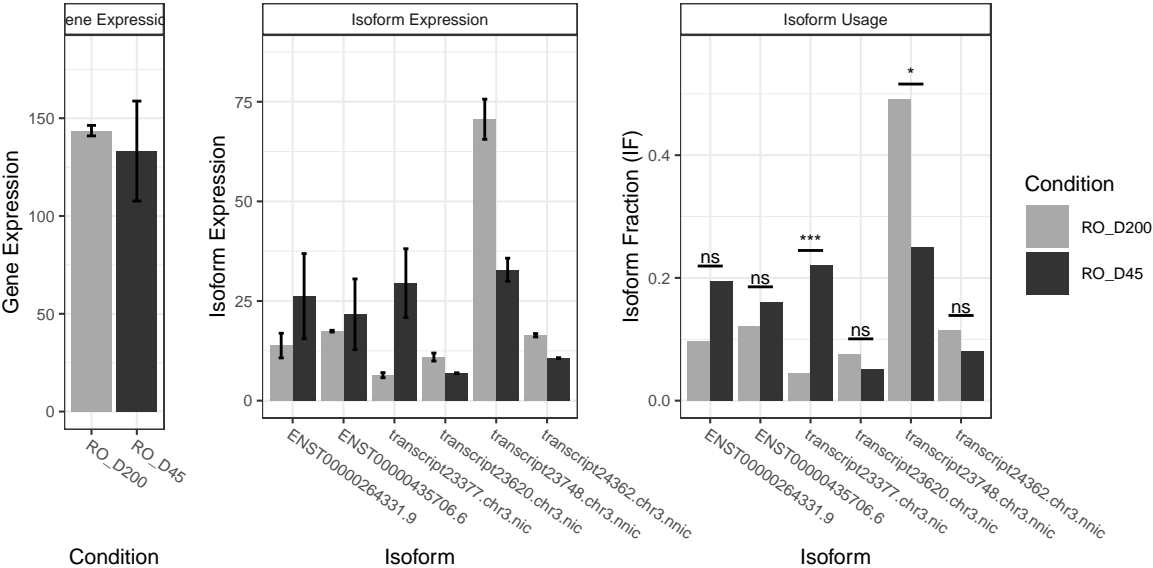 ene Expressio
Gene Expression
150
100
50
0
RO_D200
RO_D45
Condition
Isoform Expression
Isoform Expression
75
50
25
0
ENST00000264331.9
ENST00000435706.6
transcript23377.chr3.nic
transcript23620.chr3.nic
transcript23748.chr3.nnic
transcript24362.chr3.nnic
Isoform
Isoform Usage
Isoform Fraction (IF)
0.4
0.2
0.0
ns
ns
***
ns
*
ns
ENST00000264331.9
ENST00000435706.6
transcript23377.chr3.nic
transcript23620.chr3.nic
transcript23748.chr3.nnic
transcript24362.chr3.nnic
Isoform
Condition
RO_D200
RO_D45